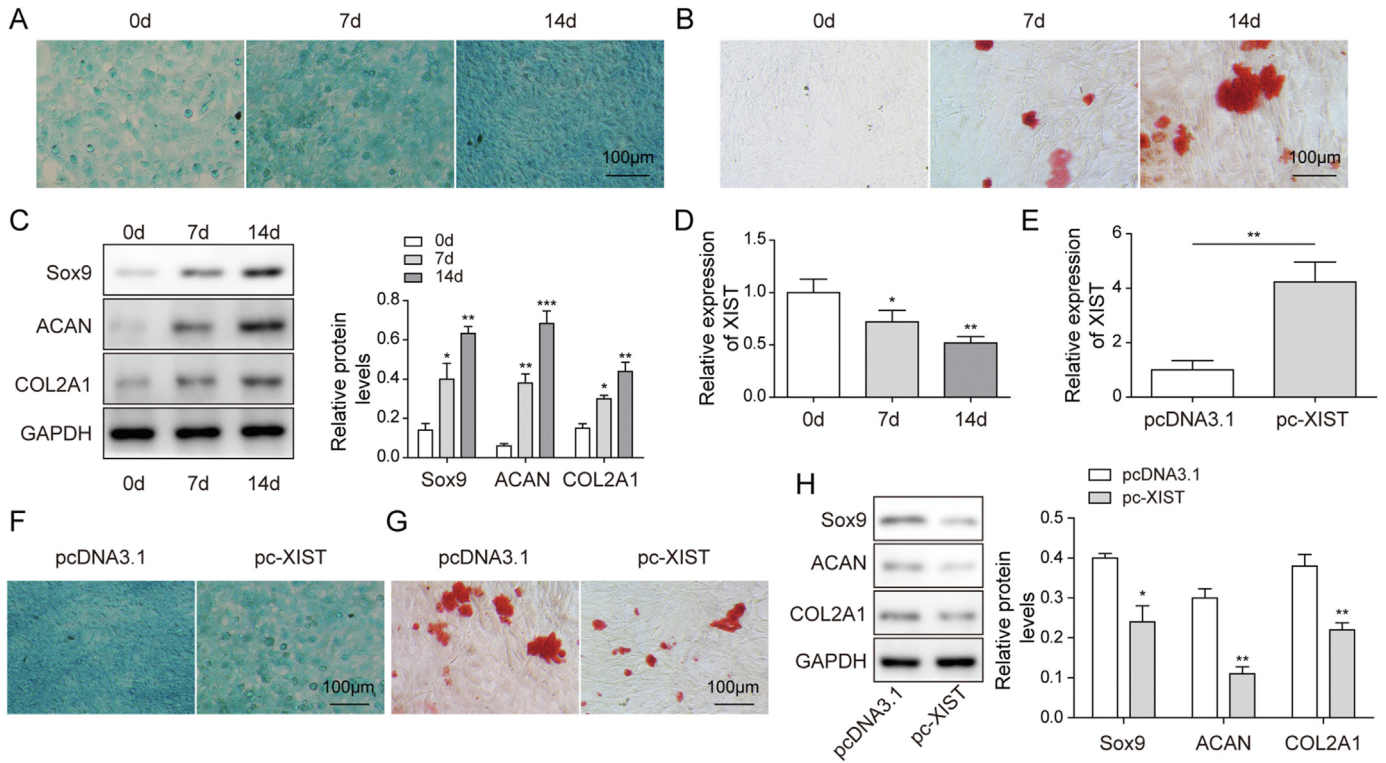 A
0d 7d 14d
100μm
B
0d 7d 14d
100μm
C
0d 7d 14d
Sox9
ACAN
COL2A1
GAPDH
0d 7d 14d
0d
7d
14d
Relative protein
levels
0.8
0.6
0.4
0.2
0.0
* ** ** *** * **
Sox9 ACAN COL2A1
D
Relative expression
of XIST
1.5
1.0
0.5
0.0
* **
0d 7d 14d
E
Relative expression
of XIST
6
4
2
0
**
pcDNA3.1 pc-XIST
F
pcDNA3.1 pc-XIST
100μm
G
pcDNA3.1 pc-XIST
100μm
H
Sox9
ACAN
COL2A1
GAPDH
pcDNA3.1 pc-XIST
pcDNA3.1
pc-XIST
Relative protein
levels
0.5
0.4
0.3
0.2
0.1
0.0
* ** **
Sox9 ACAN COL2A1